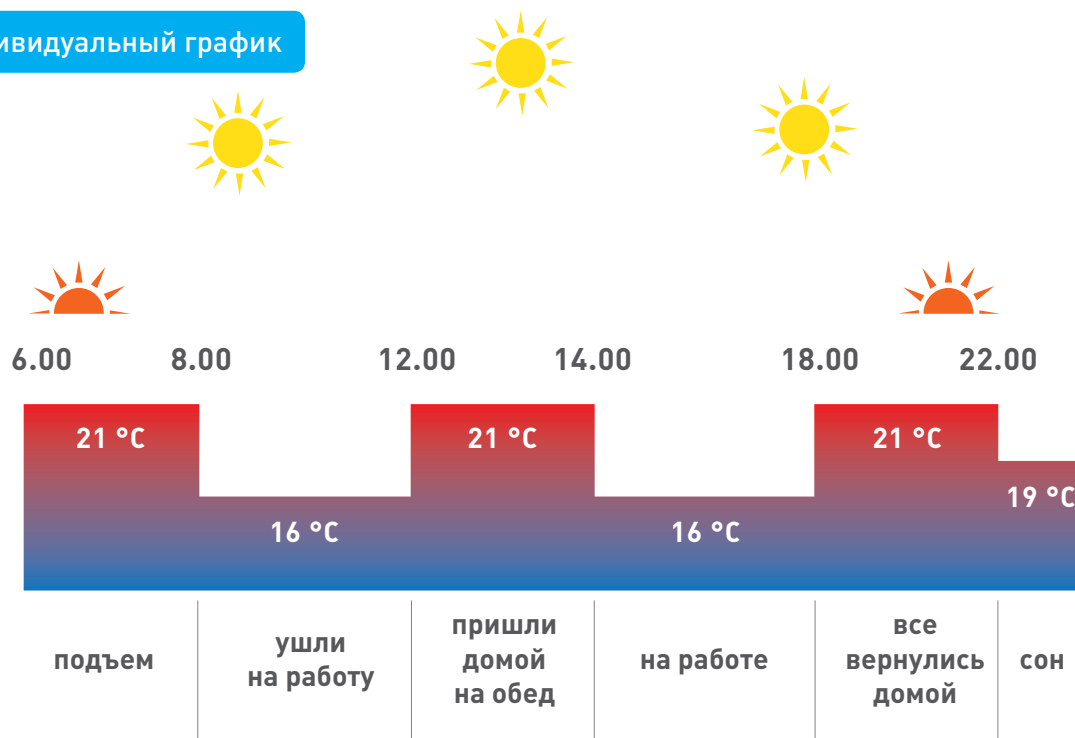 ивидуальный график
6.00 8.00 12.00 14.00 18.00 22.00
21 °C 21 °C 21 °C
19 °C
16 °C 16 °C
подъем
ушли
на работу
пришли
домой
на обед
на работе
все
вернулись
домой
сон